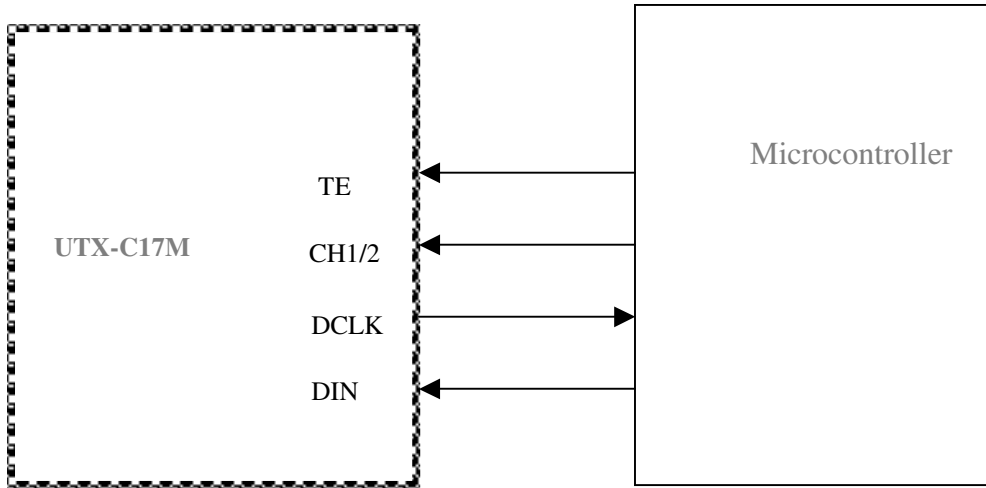 Microcontroller
TE
UTX-C17M
CH1/2
DCLK
DIN